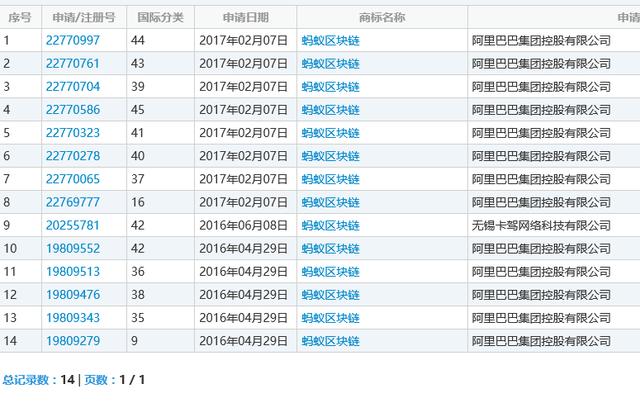 序号 申请/注册号 国际分类 申请日期 商标名称 申请
1 22770997 44 2017年02月07日 蚂蚁区块链 阿里巴巴集团控股有限公司
2 22770761 43 2017年02月07日 蚂蚁区块链 阿里巴巴集团控股有限公司
3 22770704 39 2017年02月07日 蚂蚁区块链 阿里巴巴集团控股有限公司
4 22770586 45 2017年02月07日 蚂蚁区块链 阿里巴巴集团控股有限公司
5 22770323 41 2017年02月07日 蚂蚁区块链 阿里巴巴集团控股有限公司
6 22770278 40 2017年02月07日 蚂蚁区块链 阿里巴巴集团控股有限公司
7 22770065 37 2017年02月07日 蚂蚁区块链 阿里巴巴集团控股有限公司
8 22769777 16 2017年02月07日 蚂蚁区块链 阿里巴巴集团控股有限公司
9 20255781 42 2016年06月08日 蚂蚁区块链 无锡卡驾网络科技有限公司
10 19809552 42 2016年04月29日 蚂蚁区块链 阿里巴巴集团控股有限公司
11 19809513 36 2016年04月29日 蚂蚁区块链 阿里巴巴集团控股有限公司
12 19809476 38 2016年04月29日 蚂蚁区块链 阿里巴巴集团控股有限公司
13 19809343 35 2016年04月29日 蚂蚁区块链 阿里巴巴集团控股有限公司
14 19809279 9 2016年04月29日 蚂蚁区块链 阿里巴巴集团控股有限公司
总记录数：14 | 页数：1 / 1